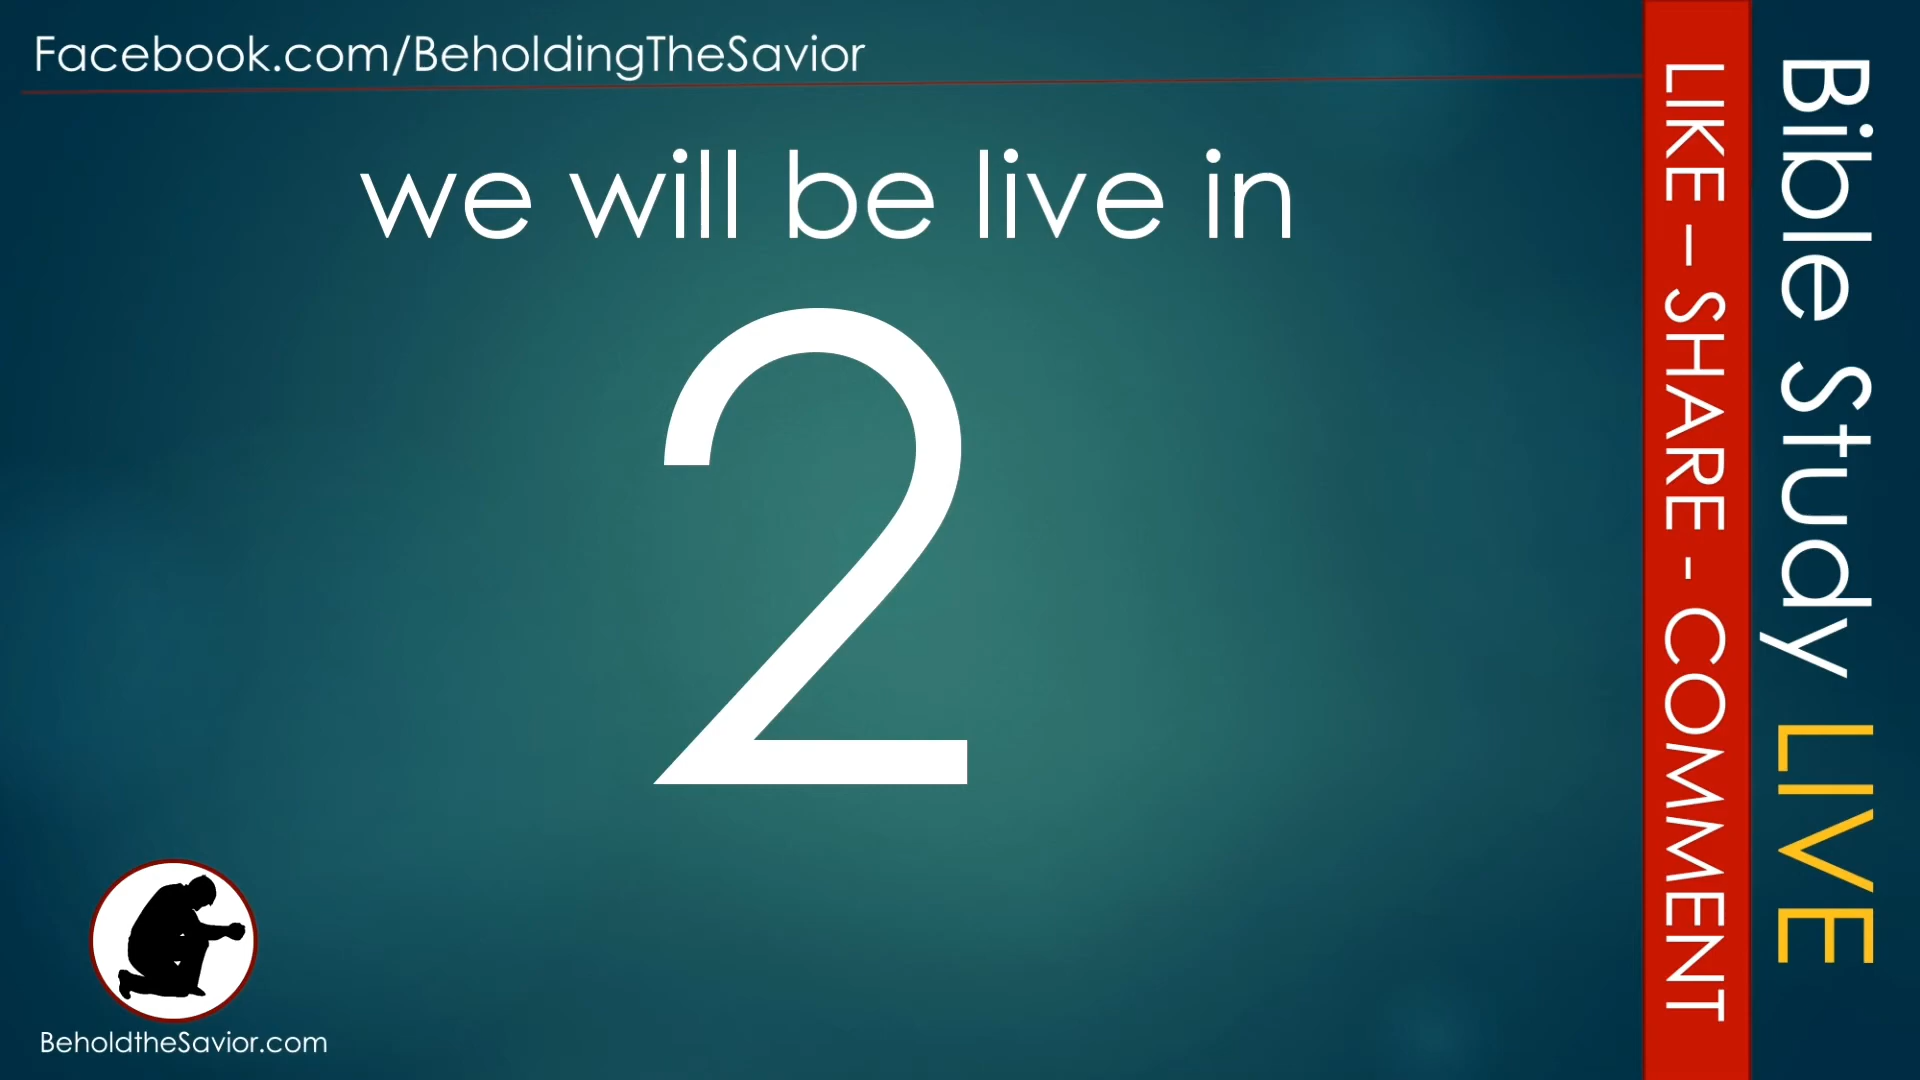 Facebook.com/BeholdingTheSavior
we will be live in
2
BeholdtheSavior.com
LIKE – SHARE - COMMENT
Bible Study LIVE